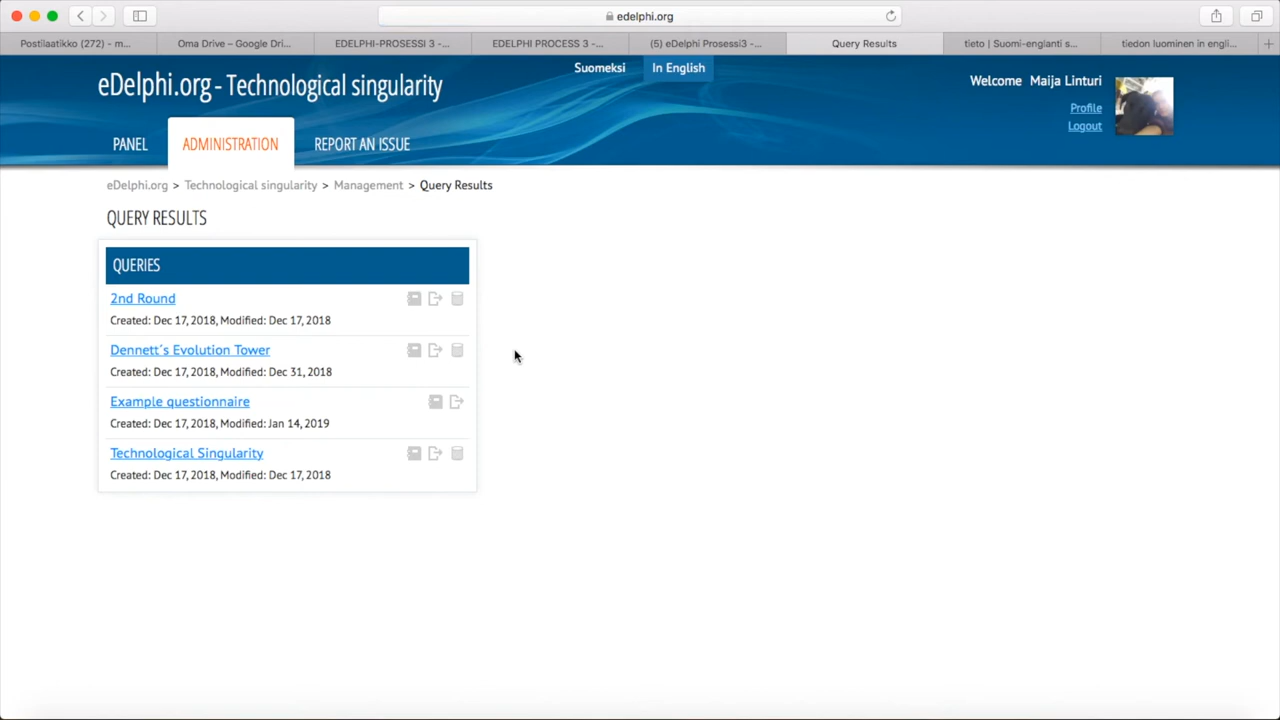 edelphi.org
Postilaatikko (272) - m...
Oma Drive – Google Dri...
EDELPHI-PROSESSI 3 -...
EDELPHI PROCESS 3 -...
(5) eDelphi Prosessi3 -...
Query Results
tieto | Suomi-englanti s...
tiedon luominen in engli...
Suomeksi
In English
eDelphi.org - Technological singularity
Welcome Maija Linturi
Profile
Logout
PANEL
ADMINISTRATION
REPORT AN ISSUE
eDelphi.org > Technological singularity > Management > Query Results
QUERY RESULTS
QUERIES
2nd Round
Created: Dec 17, 2018, Modified: Dec 17, 2018
Dennett´s Evolution Tower
Created: Dec 17, 2018, Modified: Dec 31, 2018
Example questionnaire
Created: Dec 17, 2018, Modified: Jan 14, 2019
Technological Singularity
Created: Dec 17, 2018, Modified: Dec 17, 2018